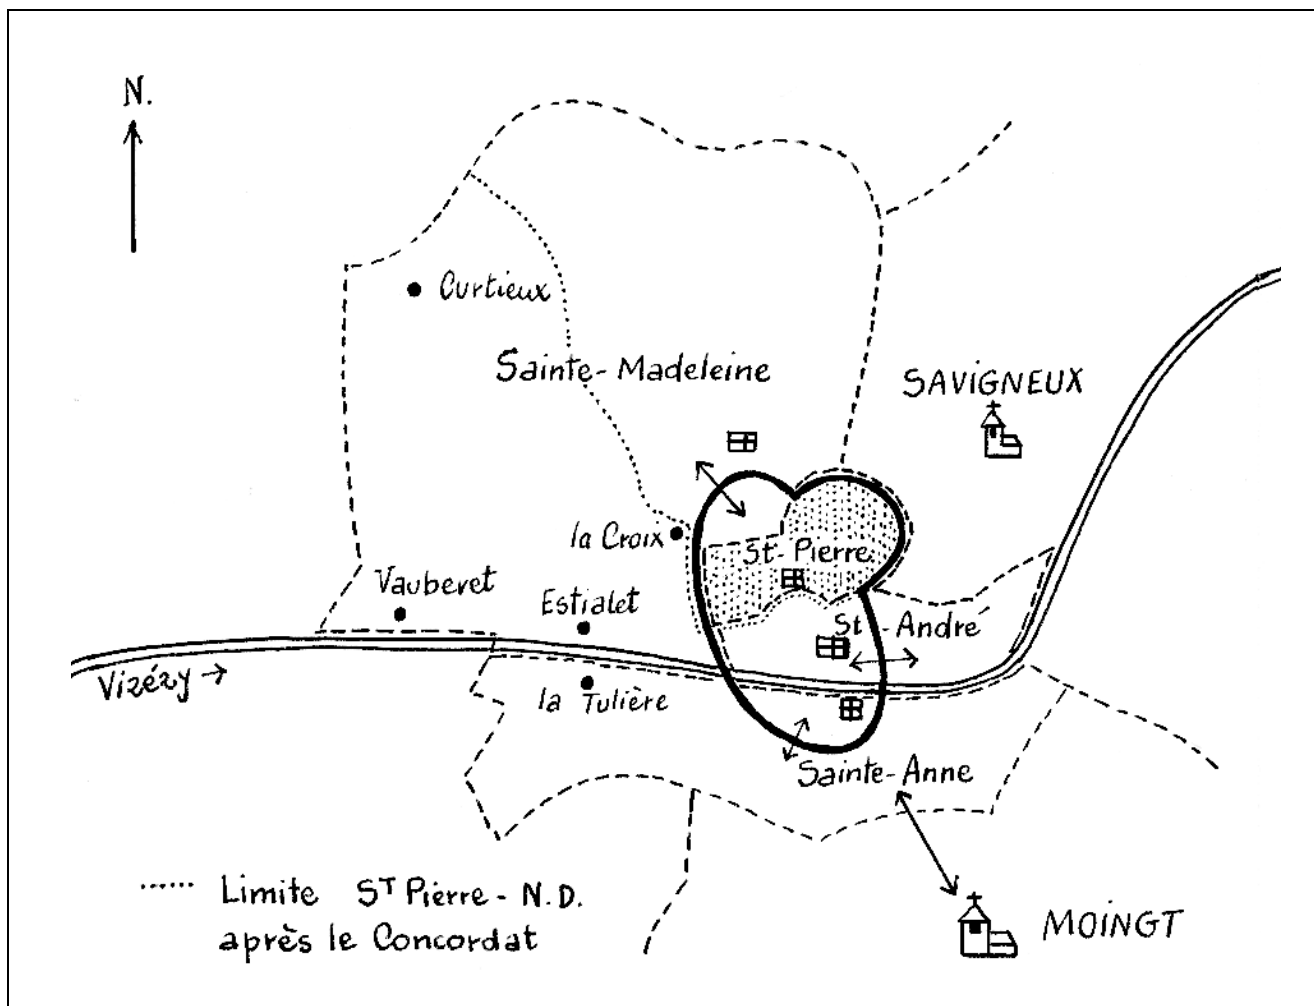 N.
Curtieux
Sainte-Madeleine
SAVIGNEUX
la Croix
St-Pierre
Vauberet
Estialet
St-André
Vizézy →
la Tulière
Sainte-Anne
...... Limite ST Pierre - N.D.
après le Concordat
MOINGT